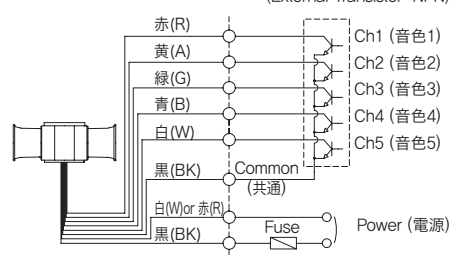 (External Transistor NPN)
赤(R)
Ch1 (音色1)
黄(A)
Ch2 (音色2)
緑(G)
Ch3 (音色3)
青(B)
Ch4 (音色4)
白(W)
Ch5 (音色5)
黒(BK)
Common
(共通)
白(W)or 赤(R)
黒(BK)
Fuse
Power (電源)